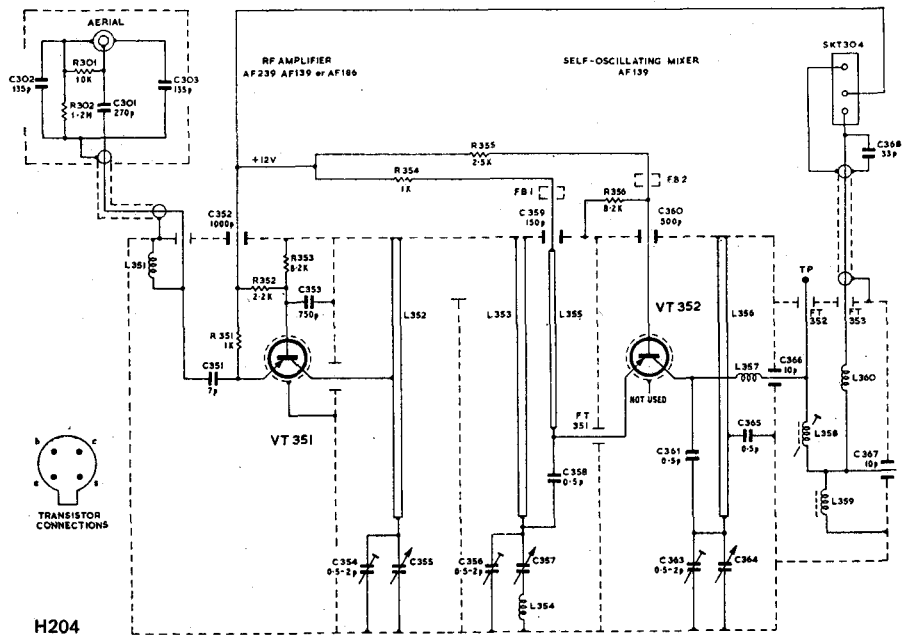 AERIAL
R301
10K
C302
135p
C303
135p
R302
1·2M
C301
270p
RF AMPLIFIER
AF239 AF139 or AF186
SELF-OSCILLATING MIXER
AF139
SKT304
C368
33p
+12V
R355
2·5K
R354
1K
F.B1
R356
8·2K
F.B2
C352
1000p
C359
150p
C360
500p
L351
R353
8·2K
R352
2·2K
C353
750p
L352
L353
L355
VT 352
L356
TP
FT
352
FT
353
R351
1K
C351
7p
VT 351
NOT USED
L357
C366
10p
L360
FT
351
C358
0·5p
C361
0·5p
C365
0·5p
L358
C367
10p
L359
b
c
e
s
TRANSISTOR
CONNECTIONS
C354
0·5-2p
C355
C356
0·5-2p
C357
L354
C363
0·5-2p
C364
H204